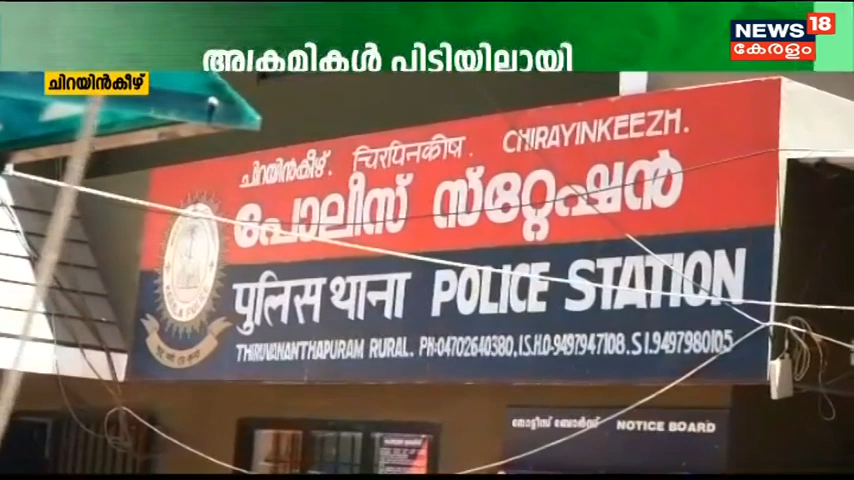 NEWS 18
കേരളം
അക്രമികൾ പിടിയിലായി
ചിറയിൻകീഴ്
ചിറയിൻകീഴ്. चिरयिनकीष. CHIRAYINKEEZH.
പോലീസ് സ്റ്റേഷൻ
पुलिस थाना POLICE STATION
THIRUVANANTHAPURAM RURAL. PH:04702640380, I.S.H.O-9497947108. S I.9497980105
നോട്ടീസ് ബോർഡ് NOTICE BOARD